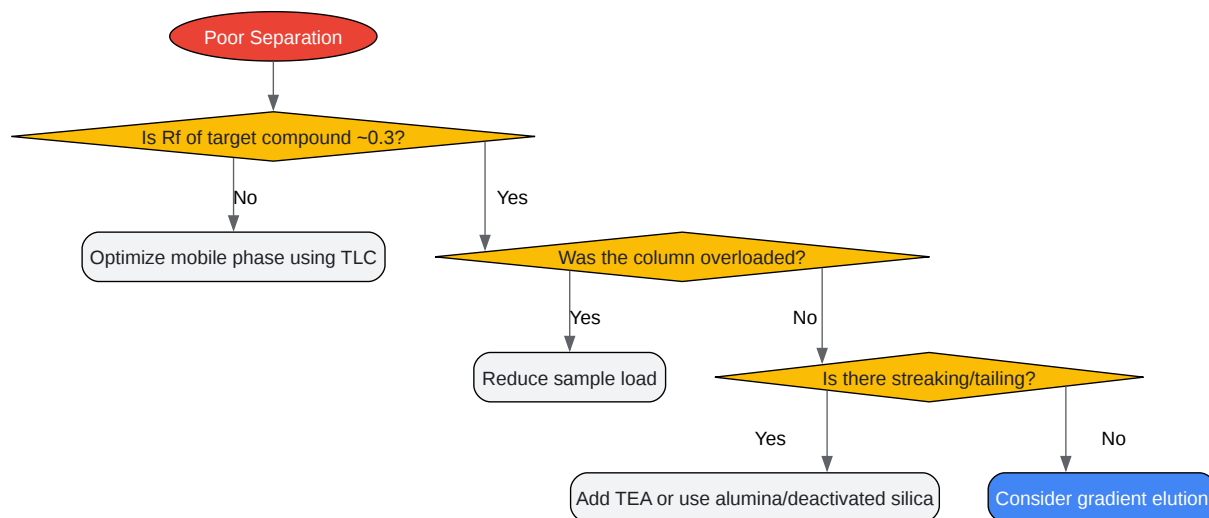 Poor Separation
Is Rf of target compound ~0.3?
No
Yes
Optimize mobile phase using TLC
Was the column overloaded?
Yes
No
Reduce sample load
Is there streaking/tailing?
Yes
No
Add TEA or use alumina/deactivated silica
Consider gradient elution